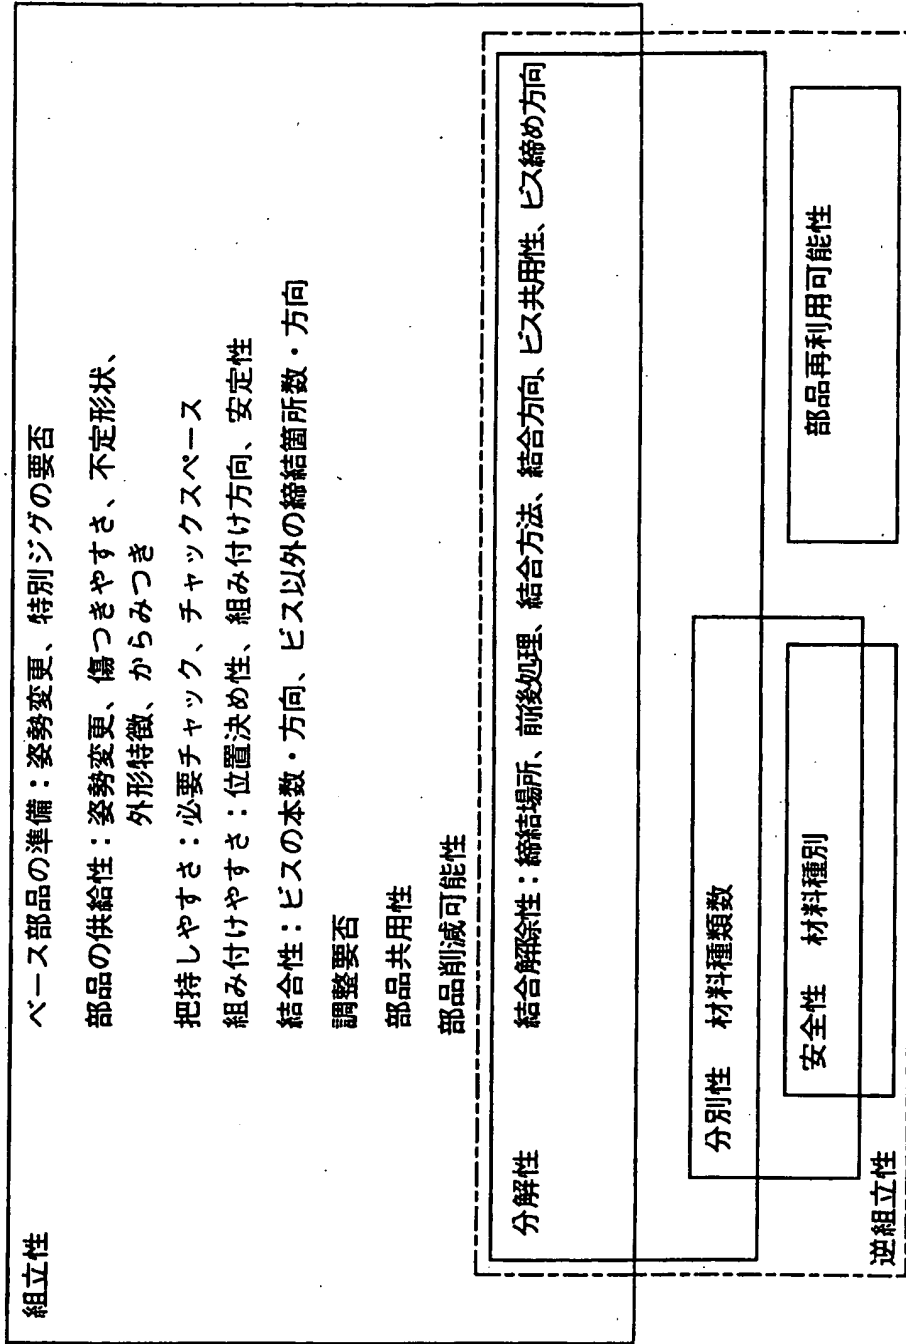 組立性
ベース部品の準備：姿勢変更、特別ジグの要否
部品の供給性：姿勢変更、傷つきやすさ、不定形状、
外形特徴、からみつき
把持しやすさ：必要チャック、チャックスペース
組み付けやすさ：位置決め性、組み付け方向、安定性
結合性：ビスの本数・方向、ビス以外の締結箇所数・方向
調整要否
部品共用性
部品削減可能性
分解性　結合解除性：締結場所、前後処理、結合方法、結合方向、ビス共用性、ビス締め方向
分別性　材料種類数
安全性　材料種別
部品再利用可能性
逆組立性